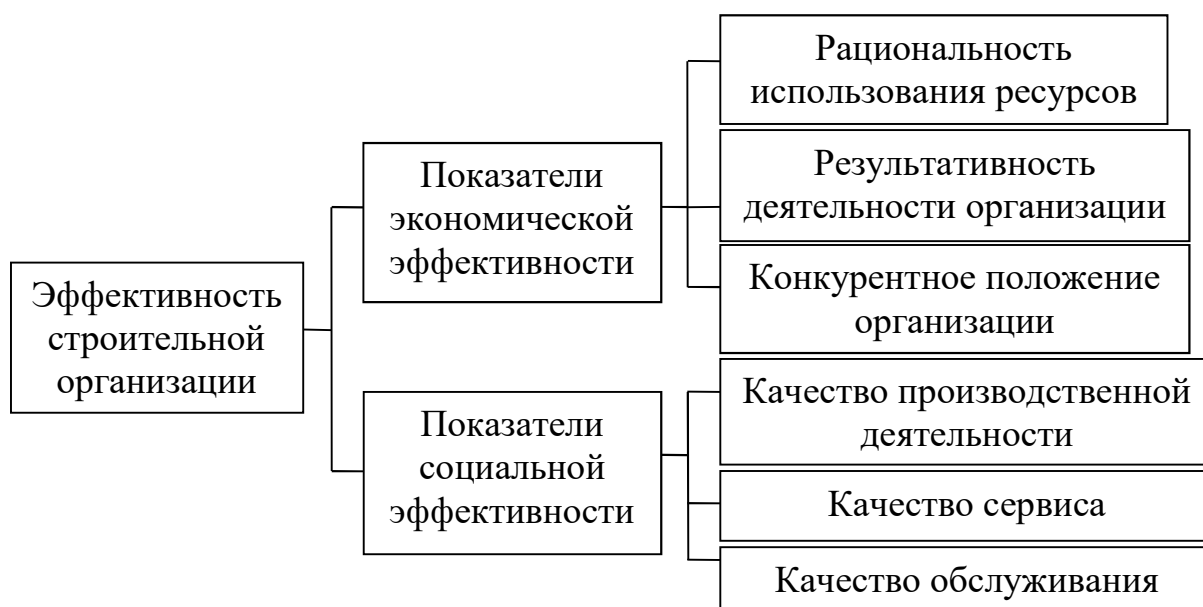 Эффективность
строительной
организации
Показатели
экономической
эффективности
Рациональность
использования ресурсов
Результативность
деятельности организации
Конкурентное положение
организации
Показатели
социальной
эффективности
Качество производственной
деятельности
Качество сервиса
Качество обслуживания